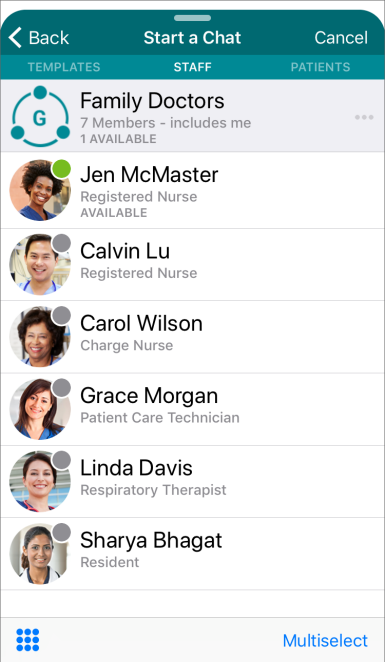 Back Start a Chat Cancel
TEMPLATES STAFF PATIENTS
G
Family Doctors
7 Members - includes me
1 AVAILABLE
Jen McMaster
Registered Nurse
AVAILABLE
Calvin Lu
Registered Nurse
Carol Wilson
Charge Nurse
Grace Morgan
Patient Care Technician
Linda Davis
Respiratory Therapist
Sharya Bhagat
Resident
Multiselect